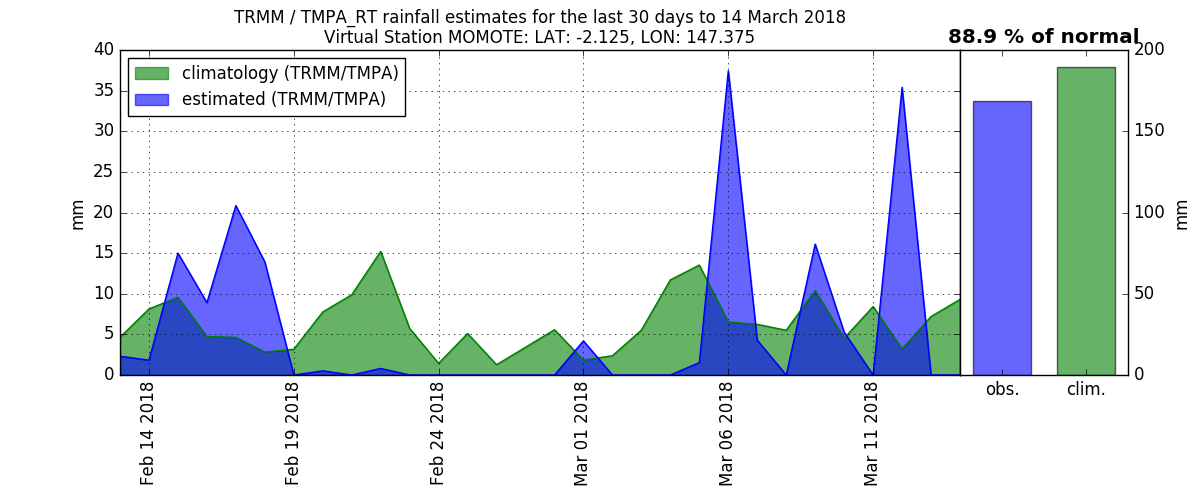 TRMM / TMPA_RT rainfall estimates for the last 30 days to 14 March 2018
Virtual Station MOMOTE: LAT: -2.125, LON: 147.375
88.9 % of normal
climatology (TRMM/TMPA)
estimated (TRMM/TMPA)
40
35
30
25
20
15
10
5
0
mm
Feb 14 2018
Feb 19 2018
Feb 24 2018
Mar 01 2018
Mar 06 2018
Mar 11 2018
200
150
100
50
0
mm
obs.
clim.